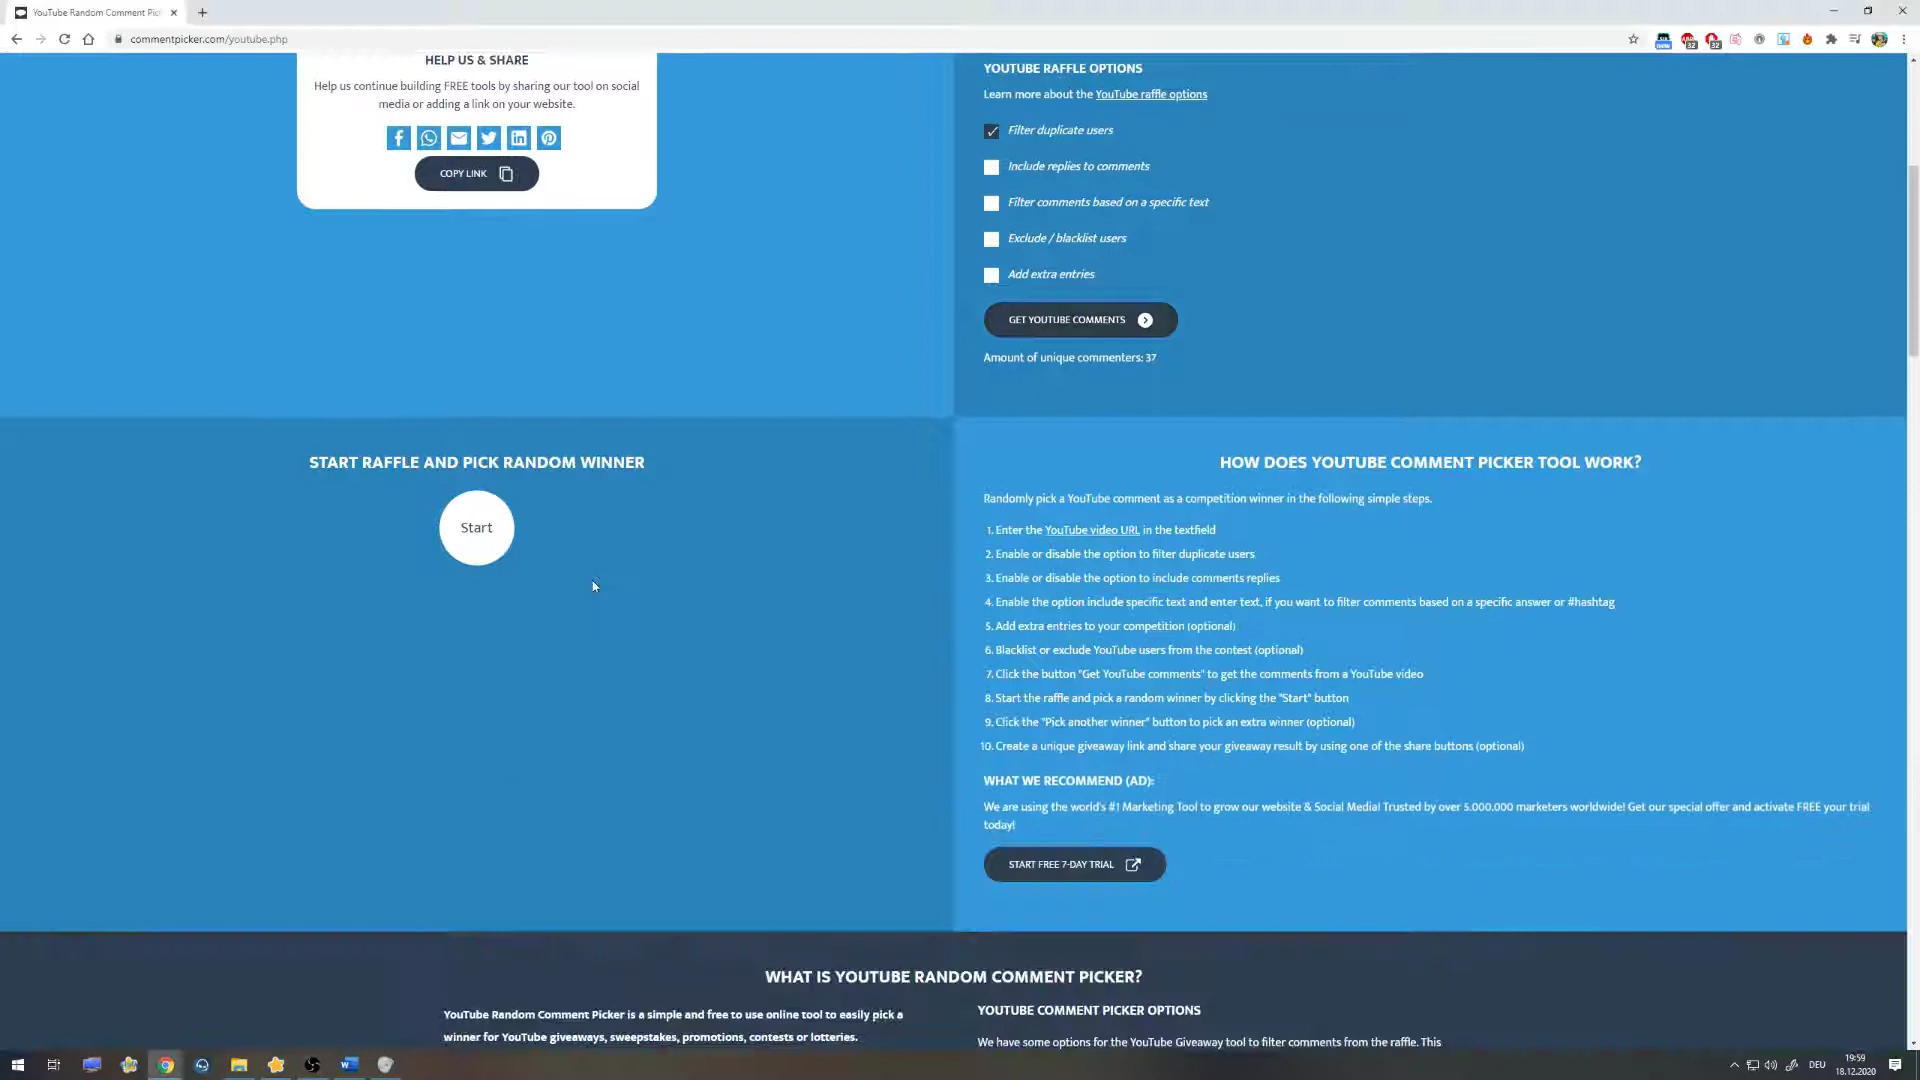 YouTube Random Comment Pic
commentpicker.com/youtube.php
32
32
HELP US & SHARE
Help us continue building FREE tools by sharing our tool on social
media or adding a link on your website.
COPY LINK
YOUTUBE RAFFLE OPTIONS
Learn more about the YouTube raffle options
Filter duplicate users
Include replies to comments
Filter comments based on a specific text
Exclude / blacklist users
Add extra entries
GET YOUTUBE COMMENTS
Amount of unique commenters: 37
START RAFFLE AND PICK RANDOM WINNER
Start
HOW DOES YOUTUBE COMMENT PICKER TOOL WORK?
Randomly pick a YouTube comment as a competition winner in the following simple steps.
1. Enter the YouTube video URL in the textfield
2. Enable or disable the option to filter duplicate users
3. Enable or disable the option to include comments replies
4. Enable the option include specific text and enter text, if you want to filter comments based on a specific answer or #hashtag
5. Add extra entries to your competition (optional)
6. Blacklist or exclude YouTube users from the contest (optional)
7. Click the button "Get YouTube comments" to get the comments from a YouTube video
8. Start the raffle and pick a random winner by clicking the "Start" button
9. Click the "Pick another winner" button to pick an extra winner (optional)
10. Create a unique giveaway link and share your giveaway result by using one of the share buttons (optional)
WHAT WE RECOMMEND (AD):
We are using the world's #1 Marketing Tool to grow our website & Social Media! Trusted by over 5.000.000 marketers worldwide! Get our special offer and activate FREE your trial
today!
START FREE 7-DAY TRIAL
WHAT IS YOUTUBE RANDOM COMMENT PICKER?
YouTube Random Comment Picker is a simple and free to use online tool to easily pick a
winner for YouTube giveaways, sweepstakes, promotions, contests or lotteries.
YOUTUBE COMMENT PICKER OPTIONS
We have some options for the YouTube Giveaway tool to filter comments from the raffle. This
DEU
19:59
18.12.2020